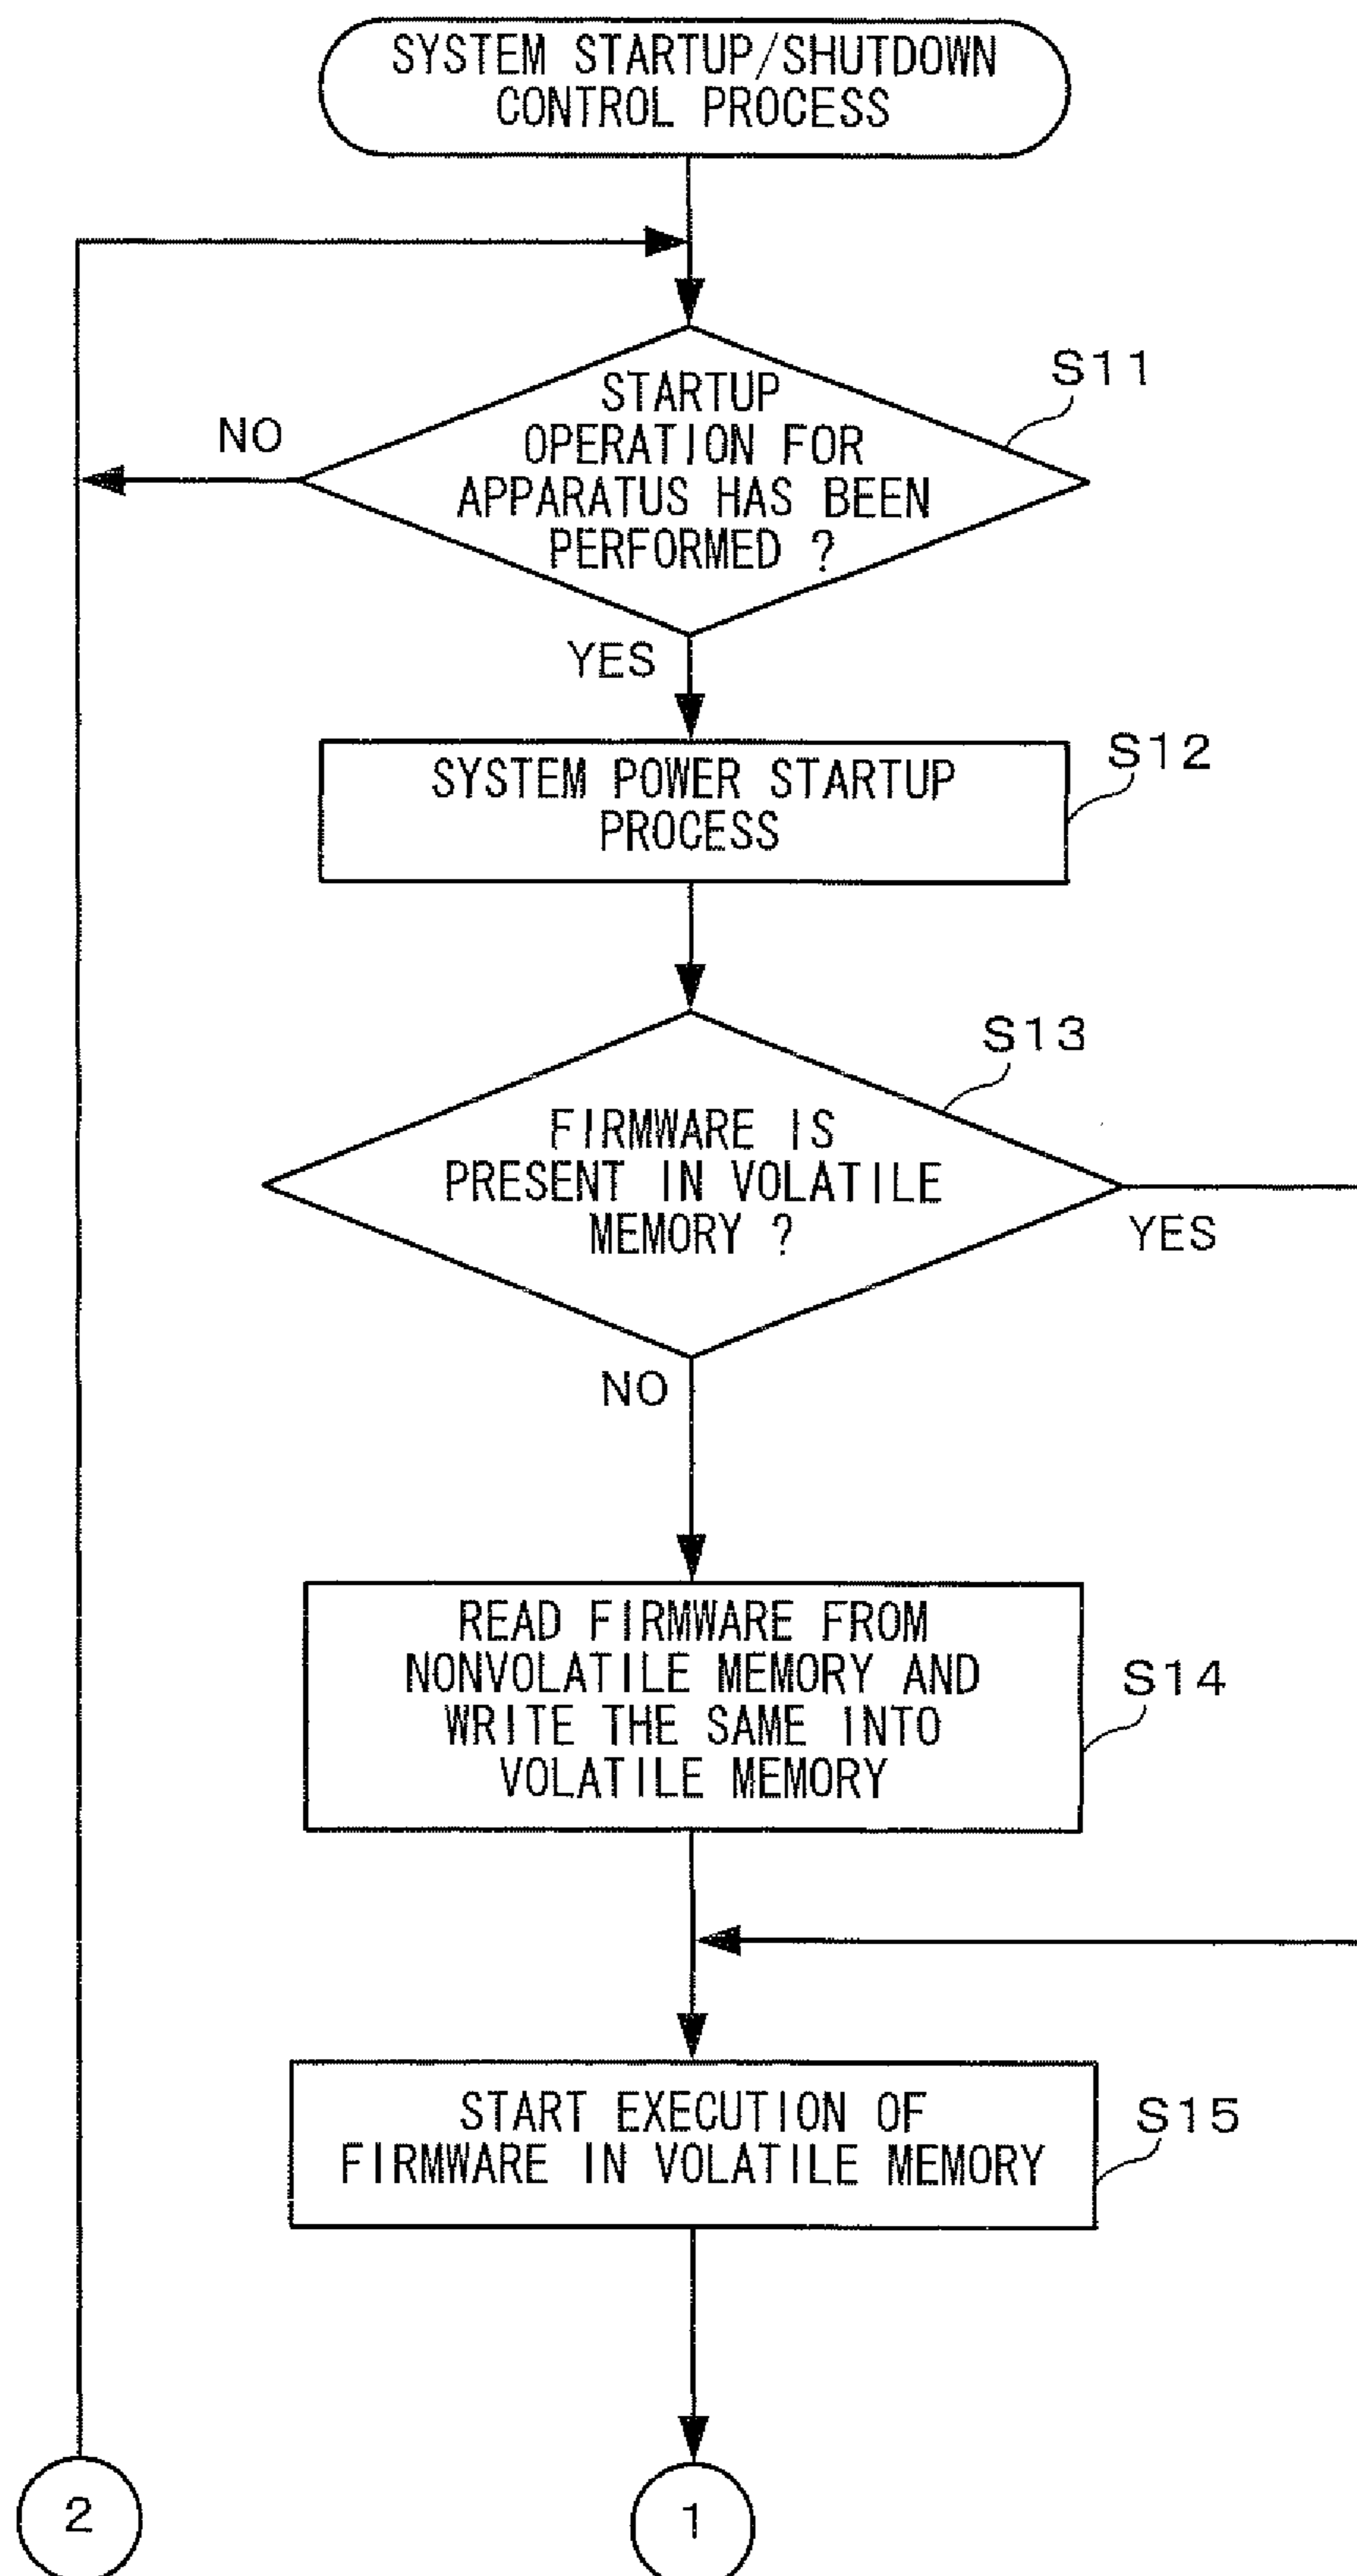 SYSTEM STARTUP/SHUTDOWN
CONTROL PROCESS
S11
STARTUP
OPERATION FOR
APPARATUS HAS BEEN
PERFORMED ?
NO
YES
S12
SYSTEM POWER STARTUP
PROCESS
S13
FIRMWARE IS
PRESENT IN VOLATILE
MEMORY ?
YES
NO
READ FIRMWARE FROM
NONVOLATILE MEMORY AND
WRITE THE SAME INTO
VOLATILE MEMORY
S14
START EXECUTION OF
FIRMWARE IN VOLATILE MEMORY
S15
2
1